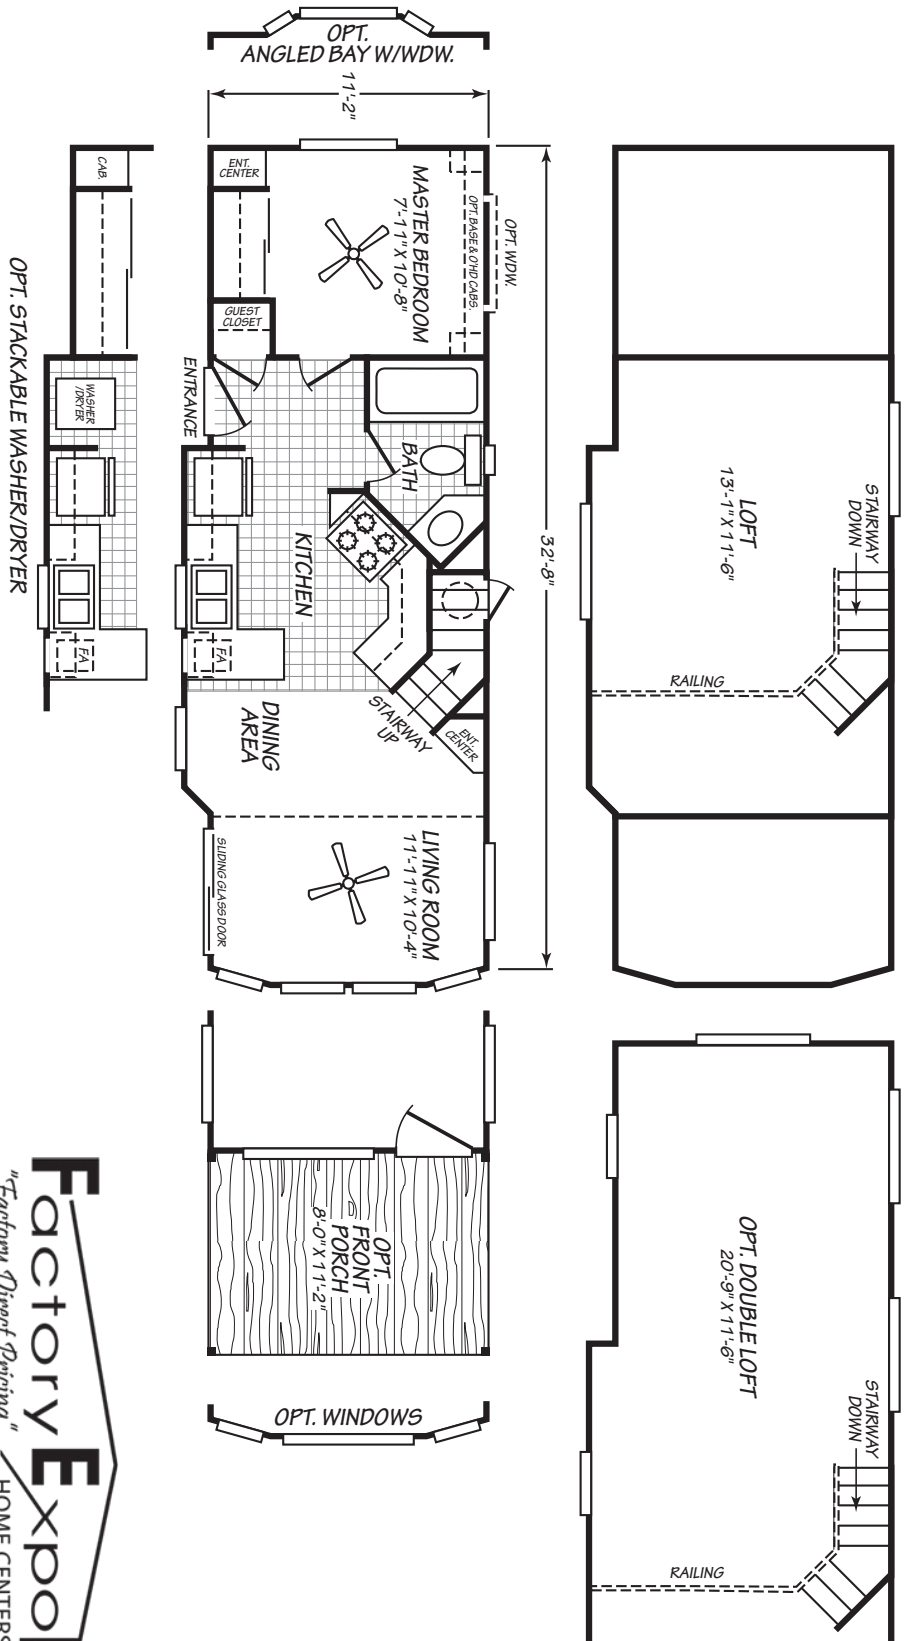 OPT.
ANGLED BAY W/WDW.
11'-2"
ENT.
CENTER
MASTER BEDROOM
7'-11" X 10'-8"
OPT. BASE & O'HD CABS.
OPT. WDW.
GUEST
CLOSET
ENTRANCE
BATH
KITCHEN
32'-8"
FA
STAIRWAY
UP
ENT.
CENTER
DINING
AREA
LIVING ROOM
11'-11" X 10'-4"
SLIDING GLASS DOOR
CAB.
WASHER
/DRYER
FA
OPT. STACKABLE WASHER/DRYER
LOFT
13'-1" X 11'-6"
STAIRWAY
DOWN
RAILING
OPT.
FRONT
PORCH
8'-0" X 11'-2"
OPT. WINDOWS
OPT. DOUBLE LOFT
20'-9" X 11'-6"
STAIRWAY
DOWN
RAILING
Factory Expo
HOME CENTERS
"Factory Direct Pricing"